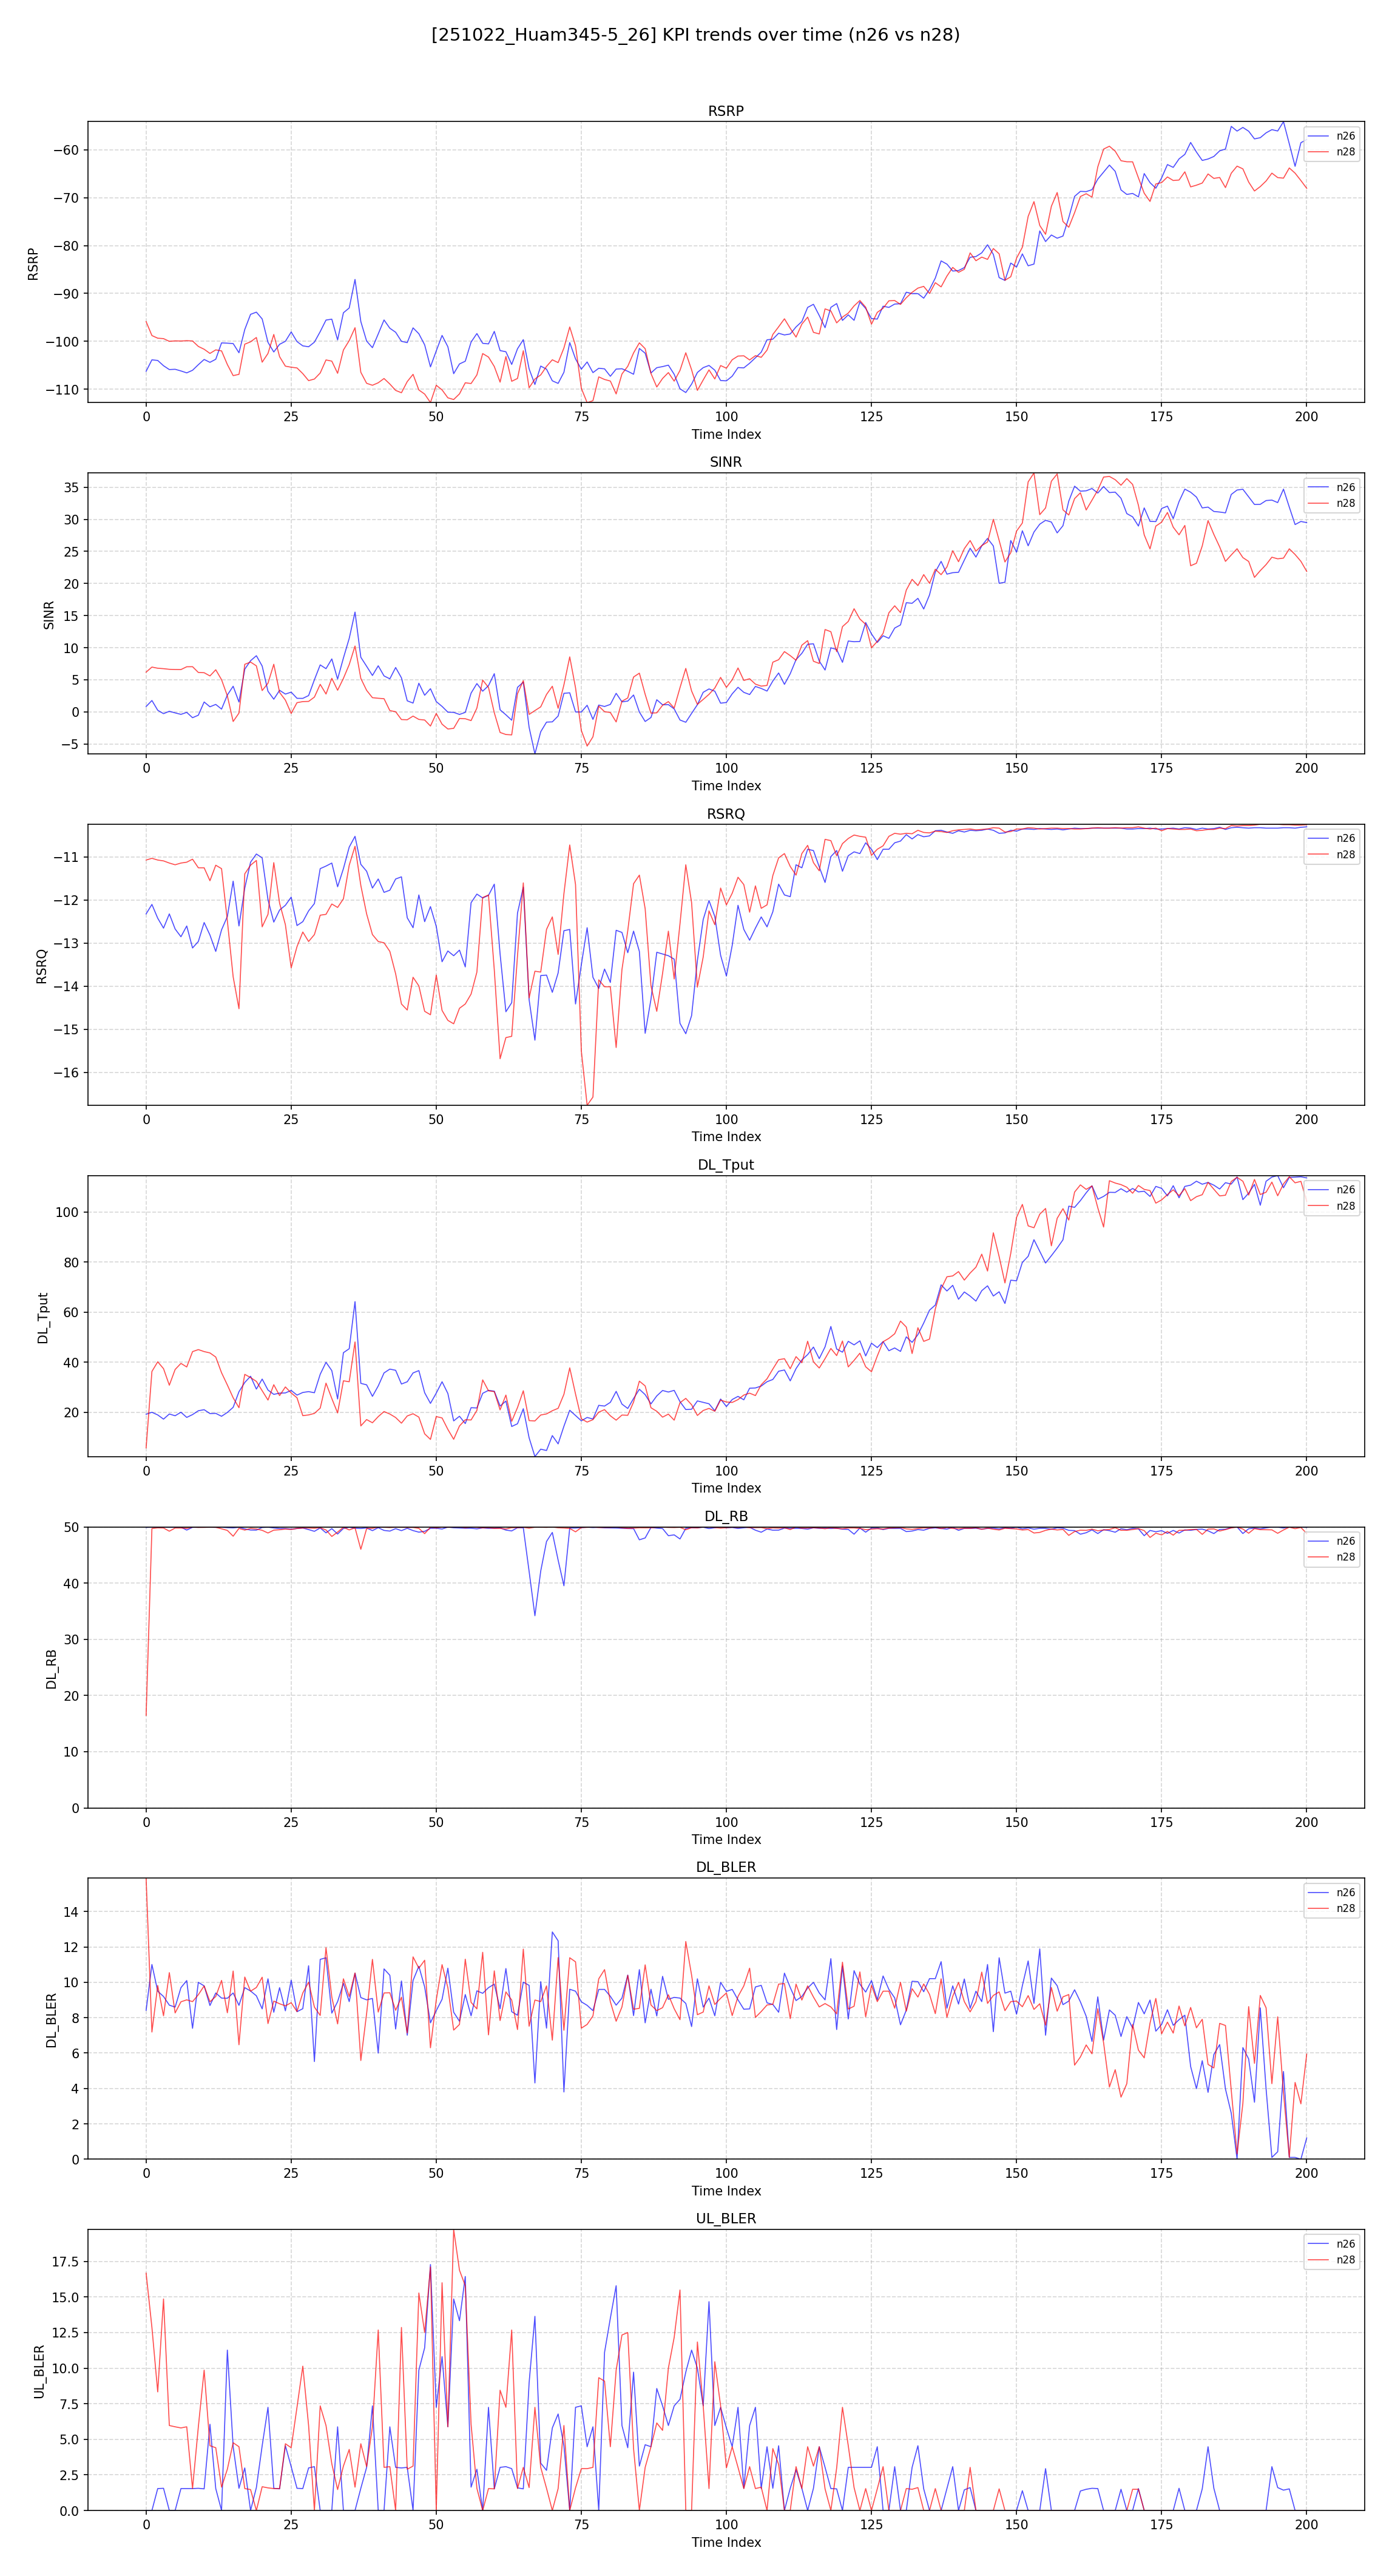 [251022_Huam345-5_26] KPI trends over time (n26 vs n28)
RSRP
n26
n28
−60
−70
−80
−90
−100
−110
RSRP
0 25 50 75 100 125 150 175 200
Time Index
SINR
n26
n28
35
30
25
20
15
10
5
0
−5
SINR
0 25 50 75 100 125 150 175 200
Time Index
RSRQ
n26
n28
−11
−12
−13
−14
−15
−16
RSRQ
0 25 50 75 100 125 150 175 200
Time Index
DL_Tput
n26
n28
100
80
60
40
20
DL_Tput
0 25 50 75 100 125 150 175 200
Time Index
DL_RB
n26
n28
50
40
30
20
10
0
DL_RB
0 25 50 75 100 125 150 175 200
Time Index
DL_BLER
n26
n28
14
12
10
8
6
4
2
0
DL_BLER
0 25 50 75 100 125 150 175 200
Time Index
UL_BLER
n26
n28
17.5
15.0
12.5
10.0
7.5
5.0
2.5
0.0
UL_BLER
0 25 50 75 100 125 150 175 200
Time Index